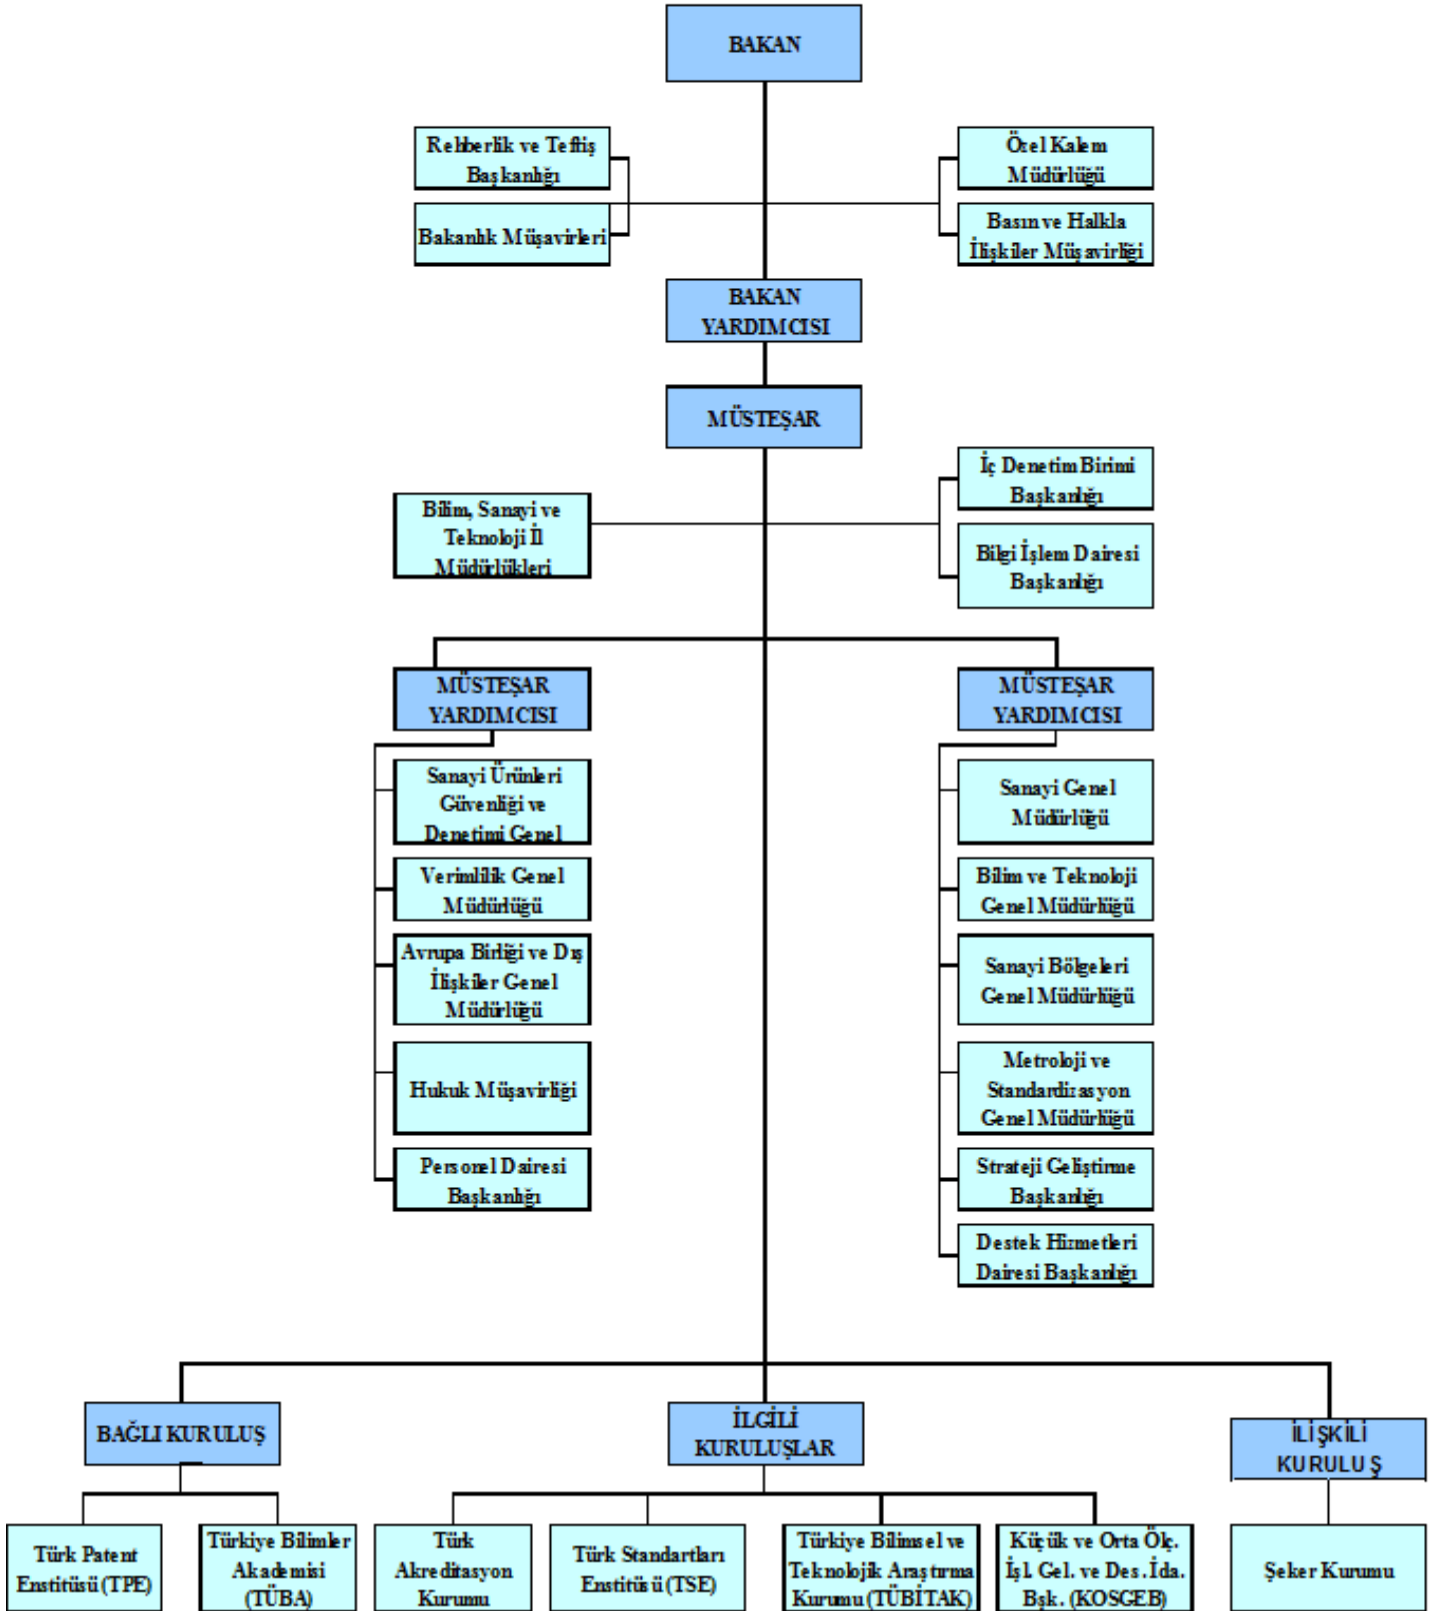 BAKAN
Rehberlik ve Teftiş
Başkanlığı
Özel Kalem
Müdürlüğü
Bakanlık Müşavirleri
Basın ve Halkla
İlişkiler Müşavirliği
BAKAN
YARDIMCISI
MÜSTEŞAR
Bilim, Sanayi ve
Teknoloji İl
Müdürlükleri
İç Denetim Birimi
Başkanlığı
Bilgi İşlem Dairesi
Başkanlığı
MÜSTEŞAR
YARDIMCISI
Sanayi Ürünleri
Güvenliği ve
Denetimi Genel
Verimlilik Genel
Müdürlüğü
Avrupa Birliği ve Dış
İlişkiler Genel
Müdürlüğü
Hukuk Müşavirliği
Personel Dairesi
Başkanlığı
MÜSTEŞAR
YARDIMCISI
Sanayi Genel
Müdürlüğü
Bilim ve Teknoloji
Genel Müdürlüğü
Sanayi Bölgeleri
Genel Müdürlüğü
Metroloji ve
Standardizasyon
Genel Müdürlüğü
Strateji Geliştirme
Başkanlığı
Destek Hizmetleri
Dairesi Başkanlığı
BAĞLI KURULUŞ
Türk Patent
Enstitüsü (TPE)
Türkiye Bilimler
Akademisi
(TÜBA)
İLGİLİ
KURULUŞLAR
Türk
Akreditasyon
Kurumu
Türk Standartları
Enstitüsü (TSE)
Türkiye Bilimsel ve
Teknolojik Araştırma
Kurumu (TÜBİTAK)
Küçük ve Orta Ölç.
İşl. Gel. ve Des. İda.
Bşk. (KOSGEB)
İLİŞKİLİ
KURULUŞ
Şeker Kurumu